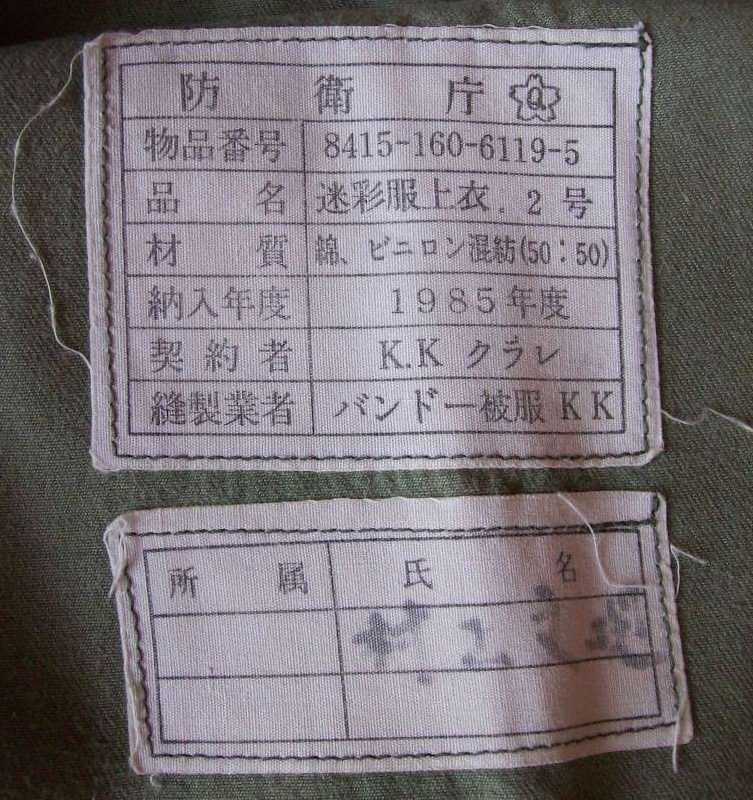 防衛庁
物品番号 8415-160-6119-5
品名 迷彩服上衣. 2号
材質 綿、ビニロン混紡(50:50)
納入年度 1985年度
契約者 K.K クラレ
縫製業者 バンドー被服KK
所属 氏名